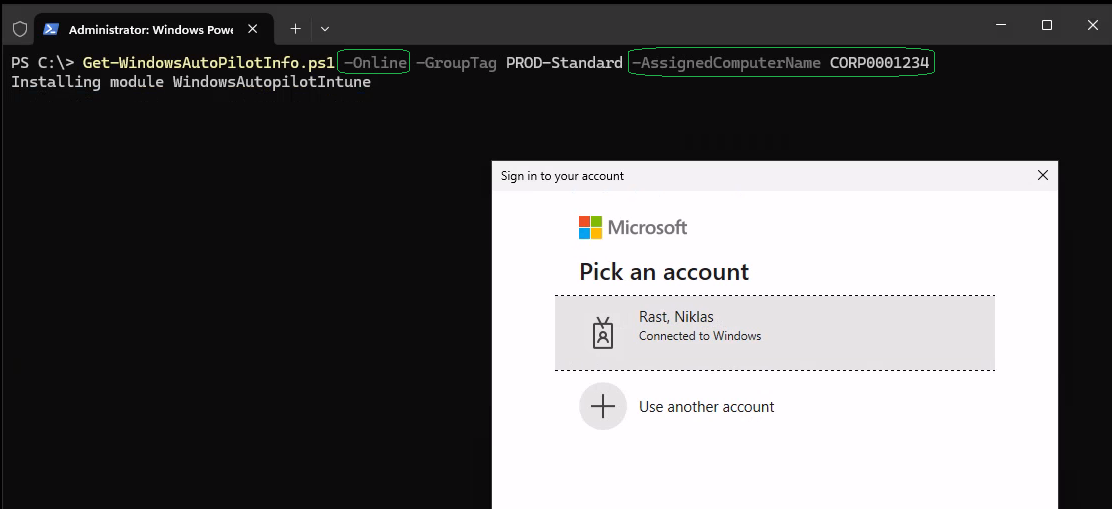 Administrator: Windows Powe
PS C:\> Get-WindowsAutoPilotInfo.ps1 -Online -GroupTag PROD-Standard -AssignedComputerName CORP0001234
Installing module WindowsAutopilotIntune
Sign in to your account
Microsoft
Pick an account
Rast, Niklas
Connected to Windows
Use another account